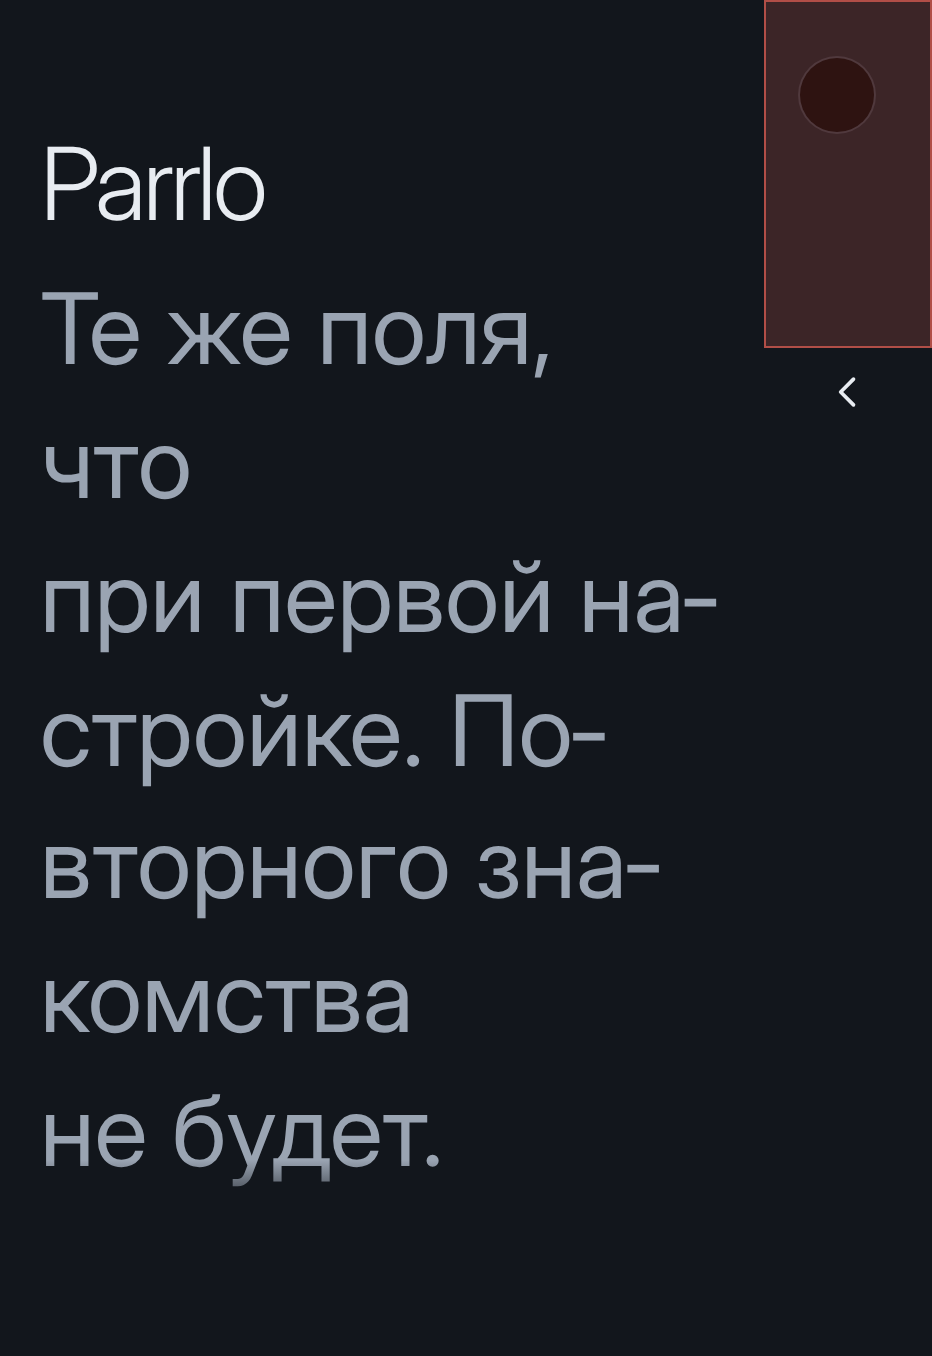 Parrlo
Те же поля,
что
при первой на-
стройке. По-
вторного зна-
комства
не будет.